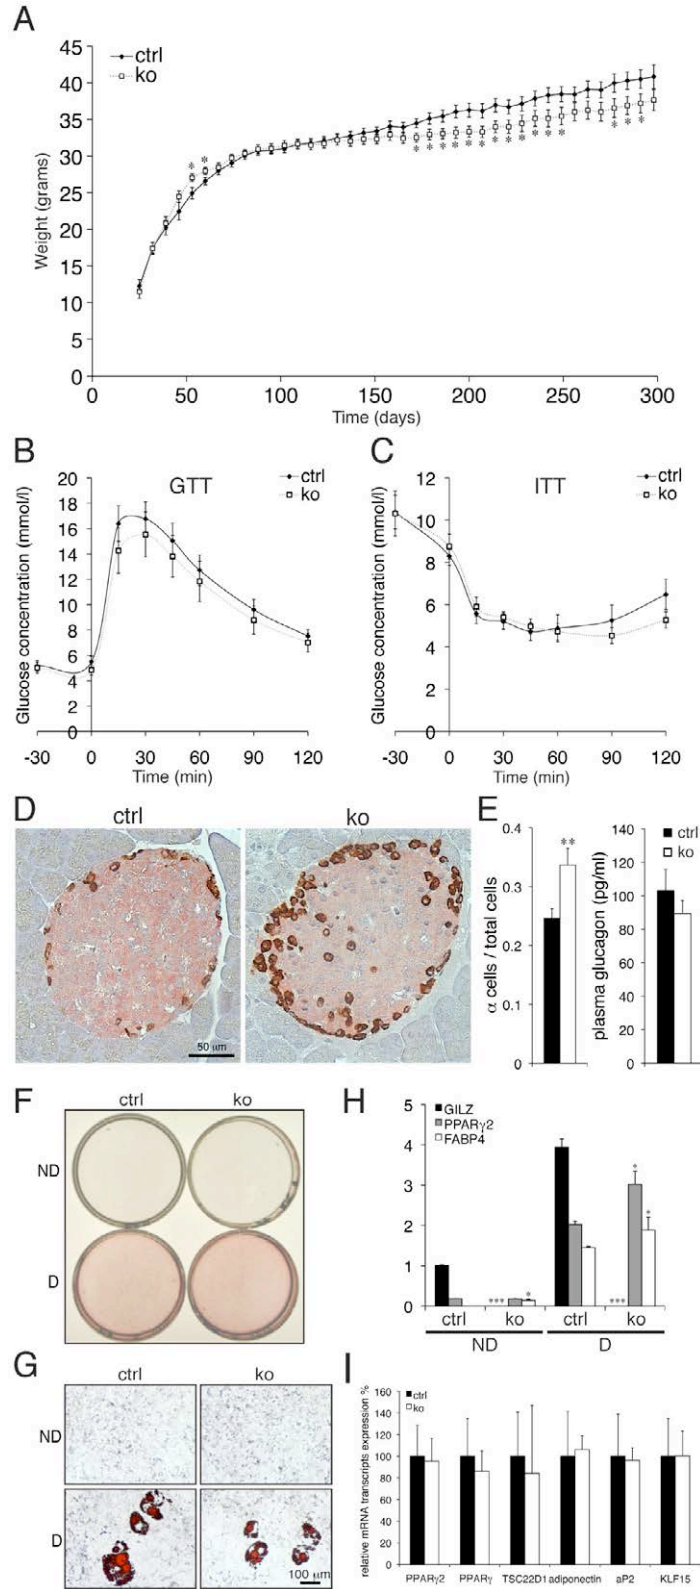 A
45
40
35
30
25
20
15
10
5
0
Weight (grams)
ctrl
ko
* *
* * * * * * * * * * * * * * *
0 50 100 150 200 250 300
Time (days)
B
GTT
ctrl
ko
Glucose concentration (mmol/l)
20
18
16
14
12
10
8
6
4
2
0
-30 0 30 60 90 120
Time (min)
C
ITT
ctrl
ko
Glucose concentration (mmol/l)
12
10
8
6
4
2
0
-30 0 30 60 90 120
Time (min)
D
ctrl ko
50 µm
E
α cells / total cells
0.4
0.3
0.2
0.1
0
**
plasma glucagon (pg/ml)
140
120
100
80
60
40
20
0
ctrl
ko
F
ctrl ko
ND
D
H
5
4
3
2
1
0
GILZ
PPARγ2
FABP4
*** * *** * *
ctrl ko ctrl ko
ND D
G
ctrl ko
ND
D
100 µm
I
relative mRNA transcripts expression %
160
140
120
100
80
60
40
20
0
ctrl
ko
PPARγ2 PPARγ TSC22D1 adiponectin aP2 KLF15